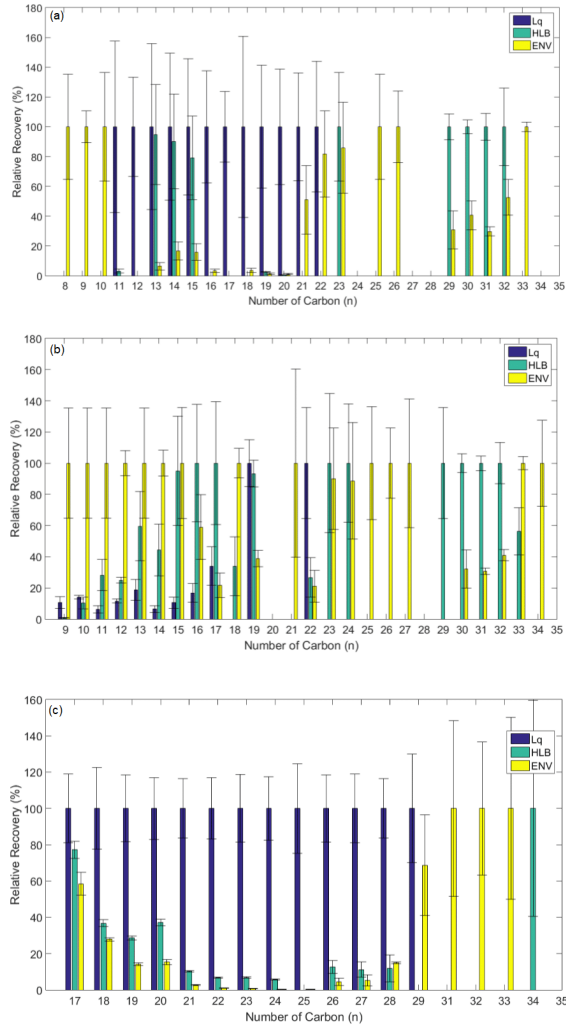 (a)
Lq
HLB
ENV
Relative Recovery (%)
180
160
140
120
100
80
60
40
20
0
8 9 10 11 12 13 14 15 16 17 18 19 20 21 22 23 24 25 26 27 28 29 30 31 32 33 34 35
Number of Carbon (n)
(b)
Lq
HLB
ENV
Relative Recovery (%)
180
160
140
120
100
80
60
40
20
0
9 10 11 12 13 14 15 16 17 18 19 20 21 22 23 24 25 26 27 28 29 30 31 32 33 34 35
Number of Carbon (n)
(c)
Lq
HLB
ENV
Relative Recovery (%)
160
140
120
100
80
60
40
20
0
17 18 19 20 21 22 23 24 25 26 27 28 29 31 32 33 34 35
Number of Carbon (n)